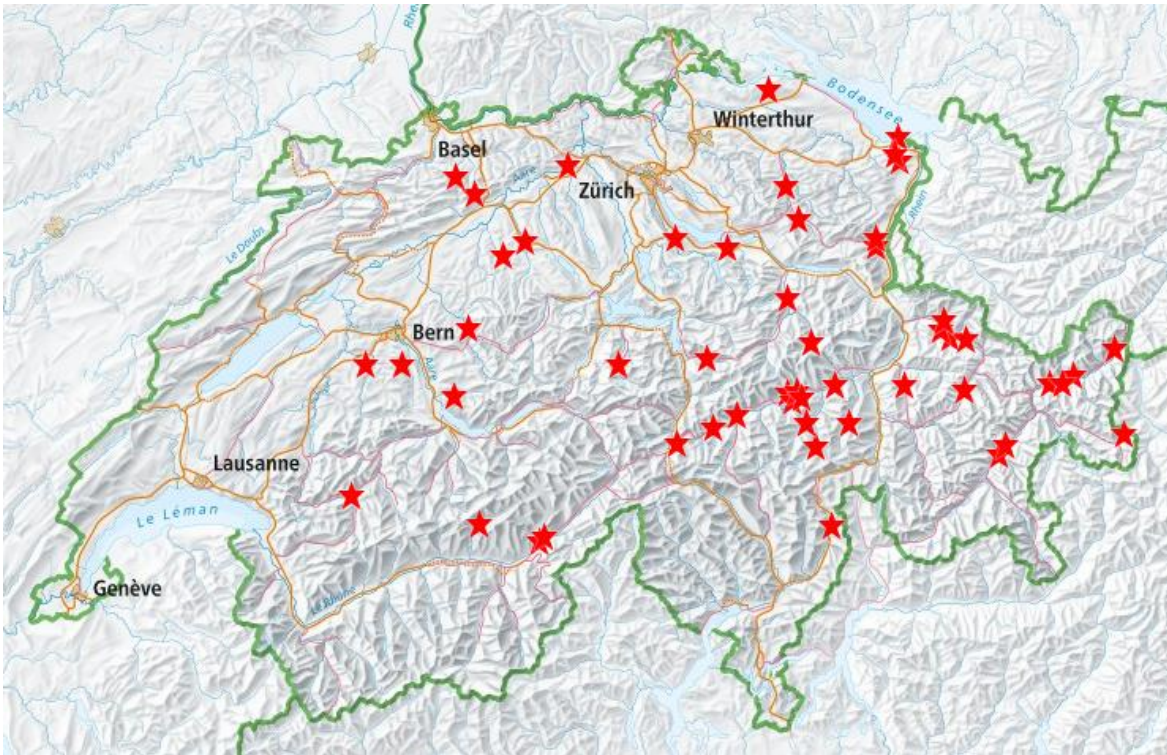 Rhein
Bodensee
Winterthur
Basel
Aare
Zürich
Rhein
Le Doubs
Bern
Aare
Lausanne
Le Léman
Genève
Le Rhône